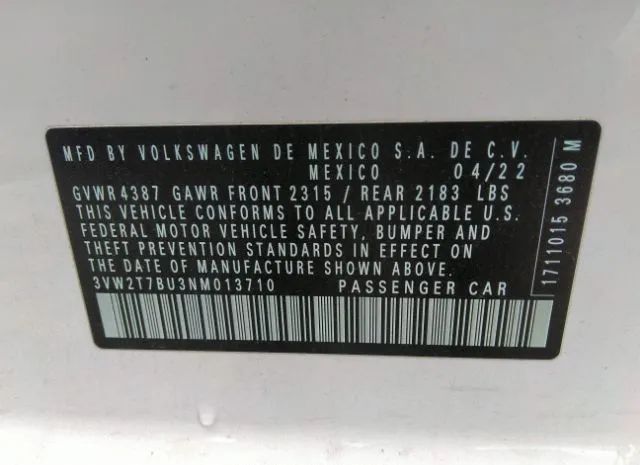 MFD BY VOLKSWAGEN DE MEXICO S.A. DE C.V.
MEXICO 04/22
GVWR 4387 GAWR FRONT 2315 / REAR 2183 LBS
THIS VEHICLE CONFORMS TO ALL APPLICABLE U.S.
FEDERAL MOTOR VEHICLE SAFETY, BUMPER AND
THEFT PREVENTION STANDARDS IN EFFECT ON
THE DATE OF MANUFACTURE SHOWN ABOVE.
3VW2T7BU3NM013710 PASSENGER CAR
1711015 3680 M